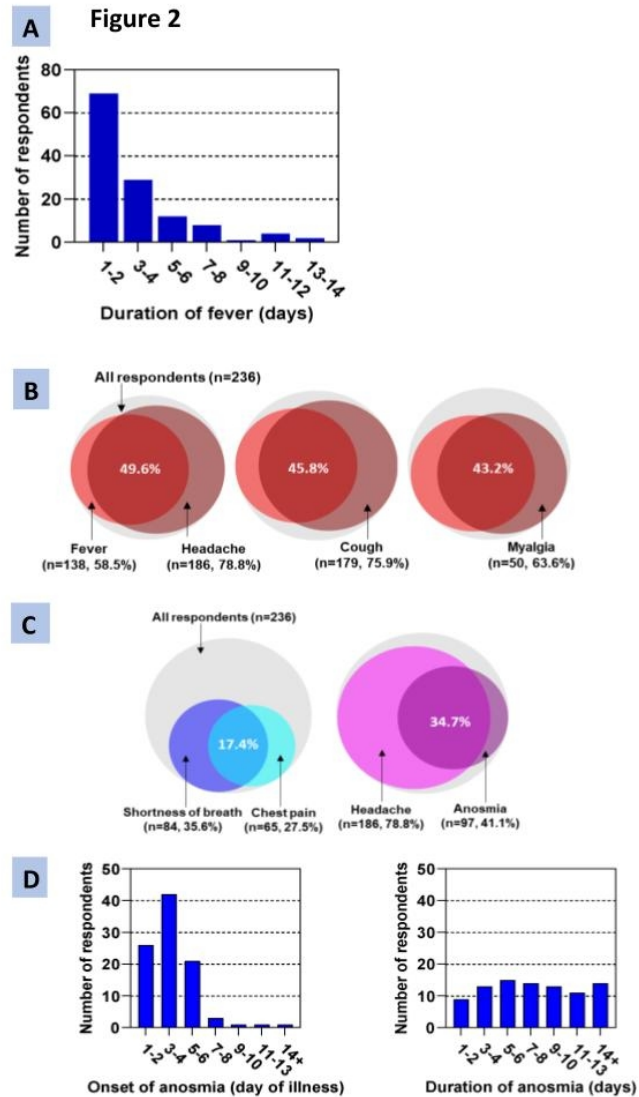 A
Figure 2
Number of respondents
80
60
40
20
0
1-2
3-4
5-6
7-8
9-10
11-12
13-14
Duration of fever (days)
B
All respondents (n=236)
49.6%
45.8%
43.2%
Fever
(n=138, 58.5%)
Headache
(n=186, 78.8%)
Cough
(n=179, 75.9%)
Myalgia
(n=50, 63.6%)
C
All respondents (n=236)
17.4%
34.7%
Shortness of breath
(n=84, 35.6%)
Chest pain
(n=65, 27.5%)
Headache
(n=186, 78.8%)
Anosmia
(n=97, 41.1%)
D
Number of respondents
50
40
30
20
10
0
1-2
3-4
5-6
7-8
9-10
11-13
14+
Onset of anosmia (day of illness)
Number of respondents
50
40
30
20
10
0
1-2
3-4
5-6
7-8
9-10
11-13
14+
Duration of anosmia (days)